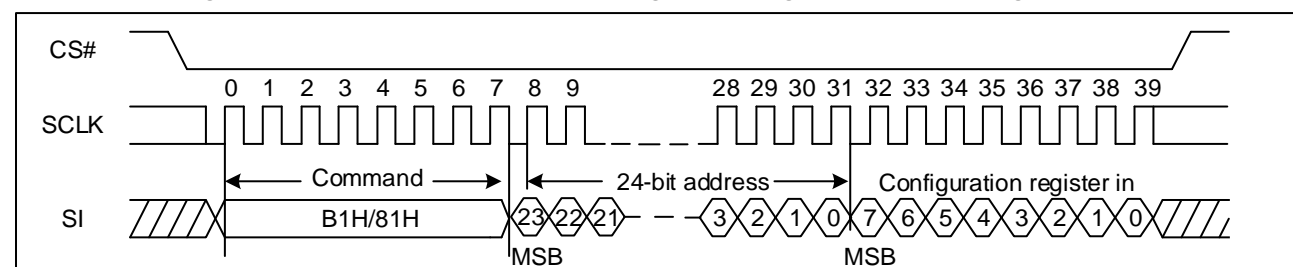 CS#
0 1 2 3 4 5 6 7 8 9 28 29 30 31 32 33 34 35 36 37 38 39
SCLK
Command 24-bit address Configuration register in
SI B1H/81H 23 22 21 3 2 1 0 7 6 5 4 3 2 1 0
MSB MSB